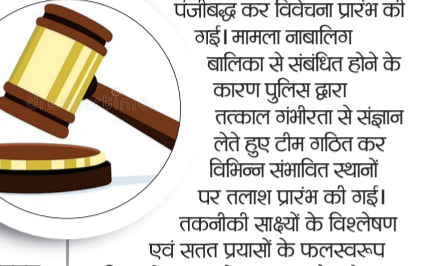 पंजीबद्ध कर विवेचना प्रारंभ की
गई। मामला नाबालिग
बालिका से संबंधित होने के
कारण पुलिस द्वारा
तत्काल गंभीरता से संज्ञान
लेते हुए टीम गठित कर
विभिन्न संभावित स्थानों
पर तलाश प्रारंभ की गई।
तकनीकी साक्ष्यों के विश्लेषण
एवं सतत प्रयासों के फलस्वरूप